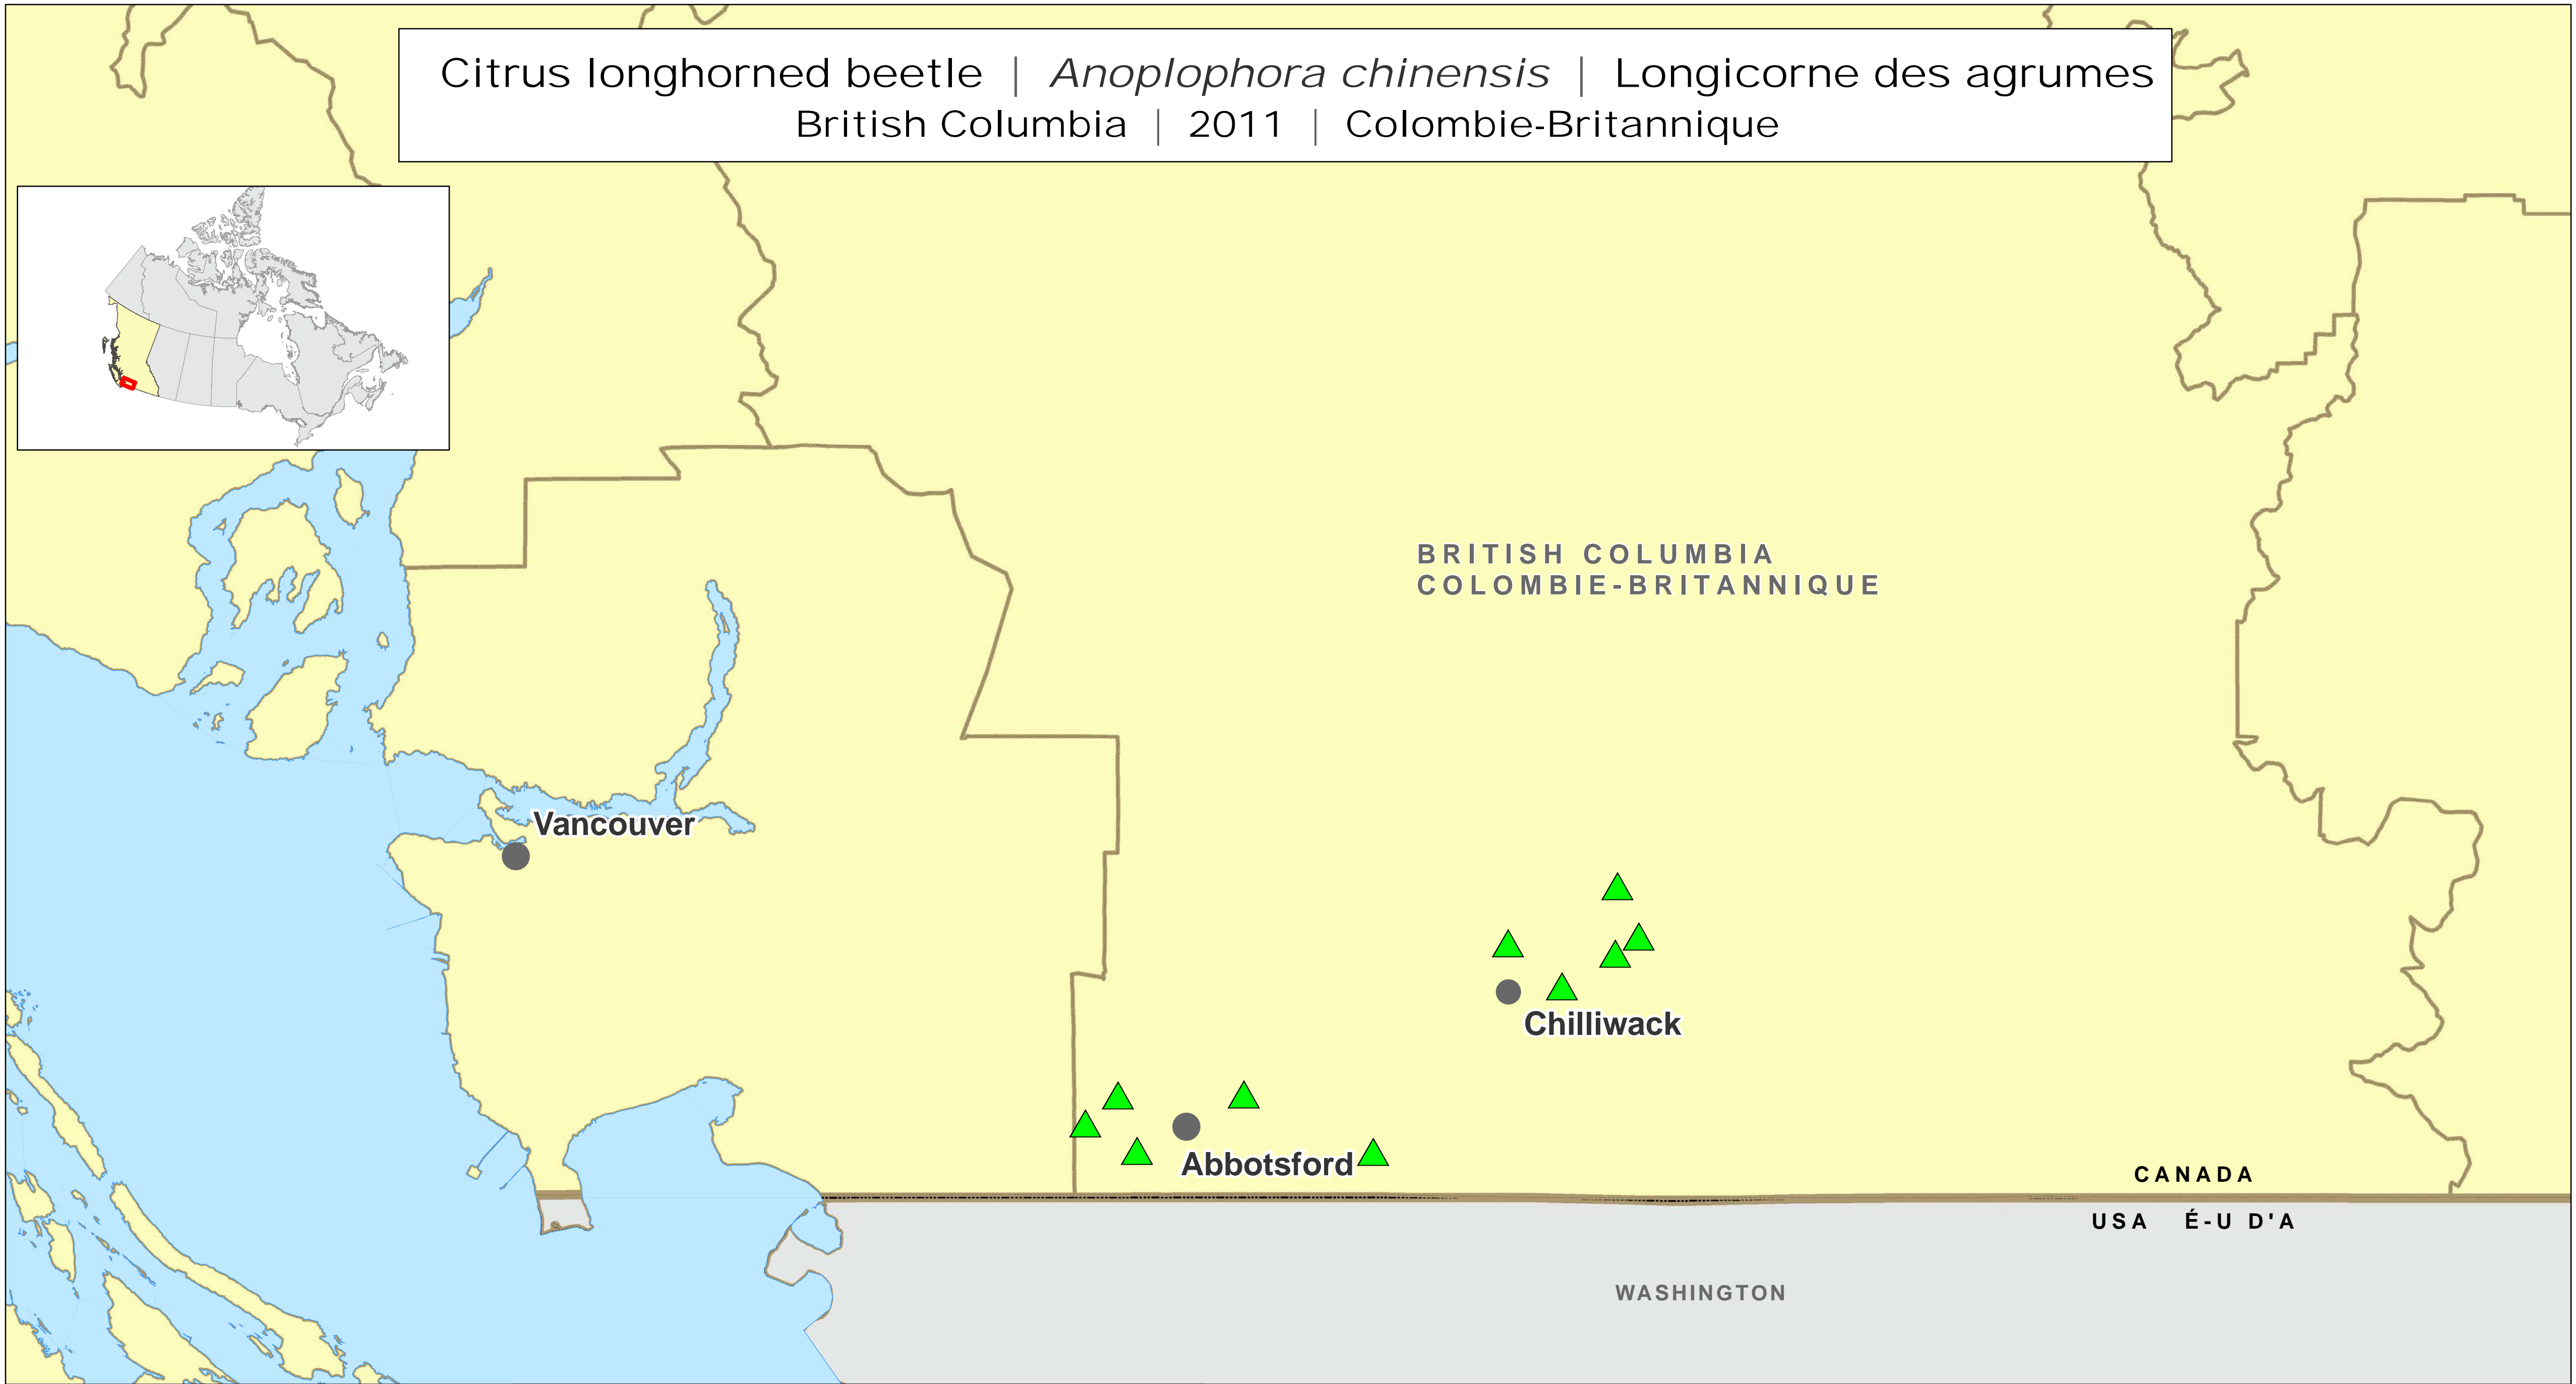 Citrus longhorned beetle | Anoplophora chinensis | Longicorne des agrumes
British Columbia | 2011 | Colombie-Britannique
BRITISH COLUMBIA
COLOMBIE-BRITANNIQUE
Vancouver
Chilliwack
Abbotsford
CANADA
USA É-U D'A
WASHINGTON